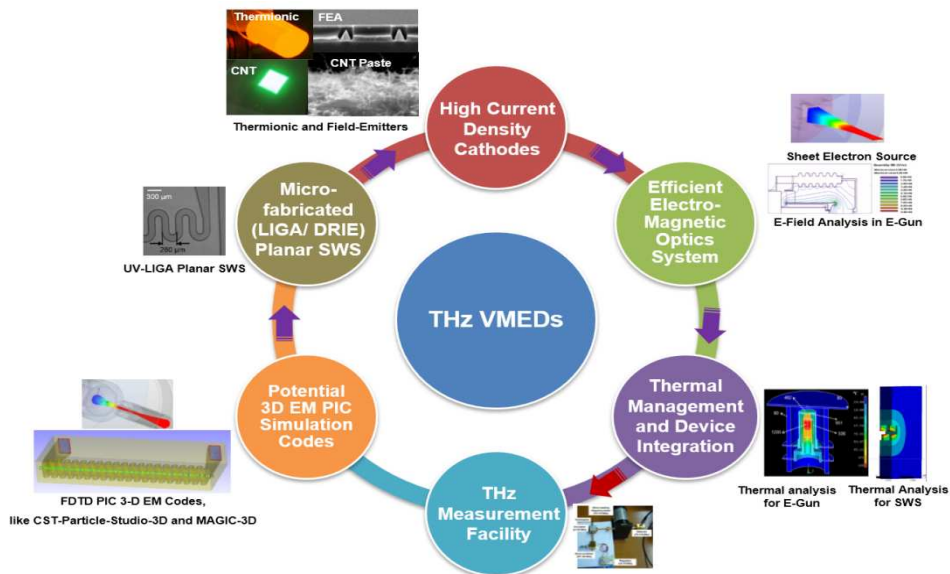 Thermionic
FEA
CNT
CNT Paste
Thermionic and Field-Emitters
High Current
Density
Cathodes
Sheet Electron Source
E-Field Analysis in E-Gun
Efficient
Electro-
Magnetic
Optics
System
Micro-
fabricated
(LIGA/ DRIE)
Planar SWS
300 µm
280 µm
UV-LIGA Planar SWS
THz VMEDs
Thermal
Management
and Device
Integration
Thermal analysis
for E-Gun
Thermal Analysis
for SWS
Potential
3D EM PIC
Simulation
Codes
FDTD PIC 3-D EM Codes,
like CST-Particle-Studio-3D and MAGIC-3D
THz
Measurement
Facility